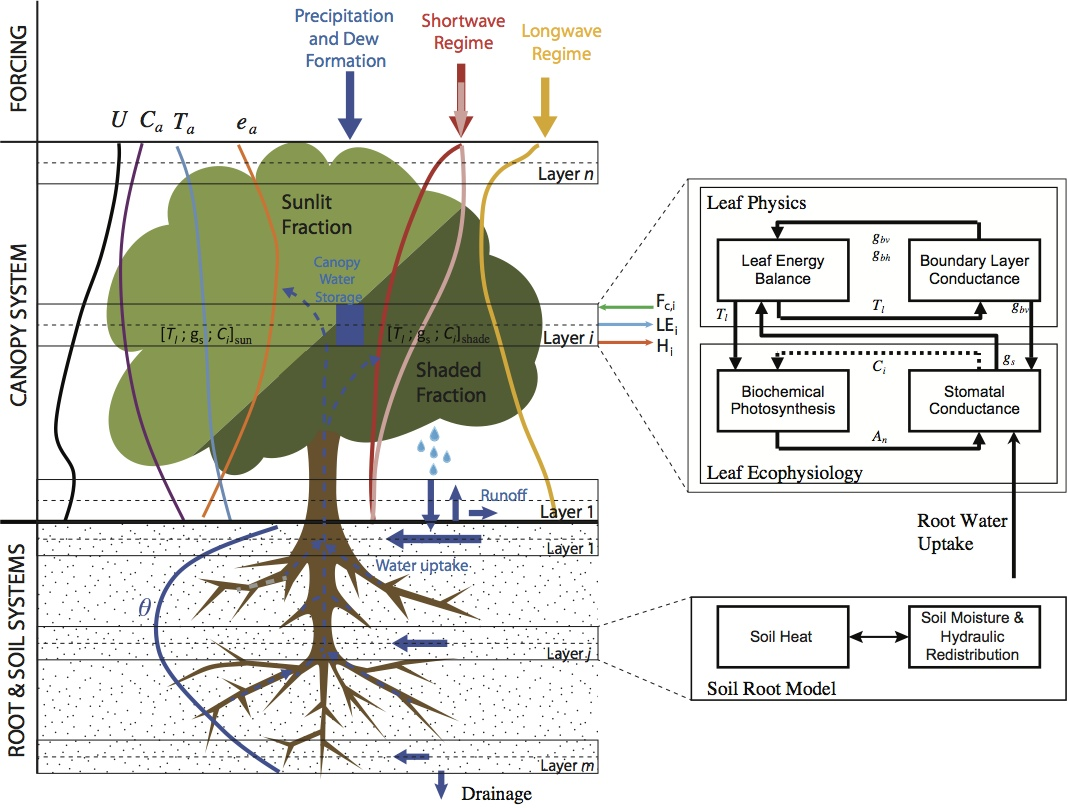 FORCING
CANOPY SYSTEM
ROOT & SOIL SYSTEMS
Precipitation
and Dew
Formation
Shortwave
Regime
Longwave
Regime
U C_a T_a e_a
Layer n
Sunlit
Fraction
Canopy
Water
Storage
[T_l ; g_s ; C_i]_sun
[T_l ; g_s ; C_i]_shade
Layer i
F_c,i
LE_i
H_i
Shaded
Fraction
Runoff
Layer 1
Layer 1
Water uptake
θ
Layer j
Layer m
Drainage
Leaf Physics
Leaf Energy
Balance
g_bv
g_bh
Boundary Layer
Conductance
T_l
T_l
g_bv
g_s
C_i
Biochemical
Photosynthesis
Stomatal
Conductance
A_n
Leaf Ecophysiology
Root Water
Uptake
Soil Heat
Soil Moisture &
Hydraulic
Redistribution
Soil Root Model